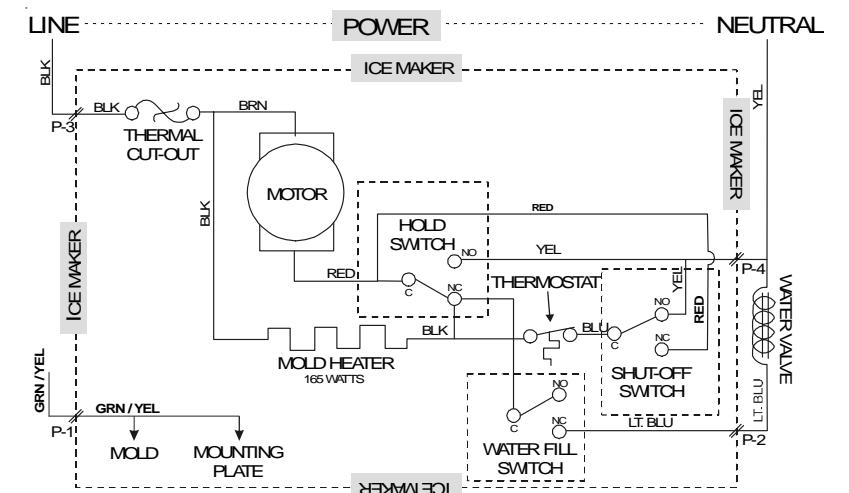 LINE
POWER
NEUTRAL
BLK
ICE MAKER
YEL
BLK
BRN
P-3
THERMAL
CUT-OUT
ICE MAKER
MOTOR
BLK
HOLD
SWITCH
RED
NO
YEL
ICE MAKER
RED
C
NC
THERMOSTAT
YEL
P-4
NO
RED
BLK
BLU
C
NC
WATER VALVE
MOLD HEATER
165 WATTS
SHUT-OFF
SWITCH
GRN / YEL
GRN / YEL
NO
C
NC
LT. BLU
LT. BLU
P-1
P-2
MOLD
MOUNTING
PLATE
WATER FILL
SWITCH
ICE MAKER